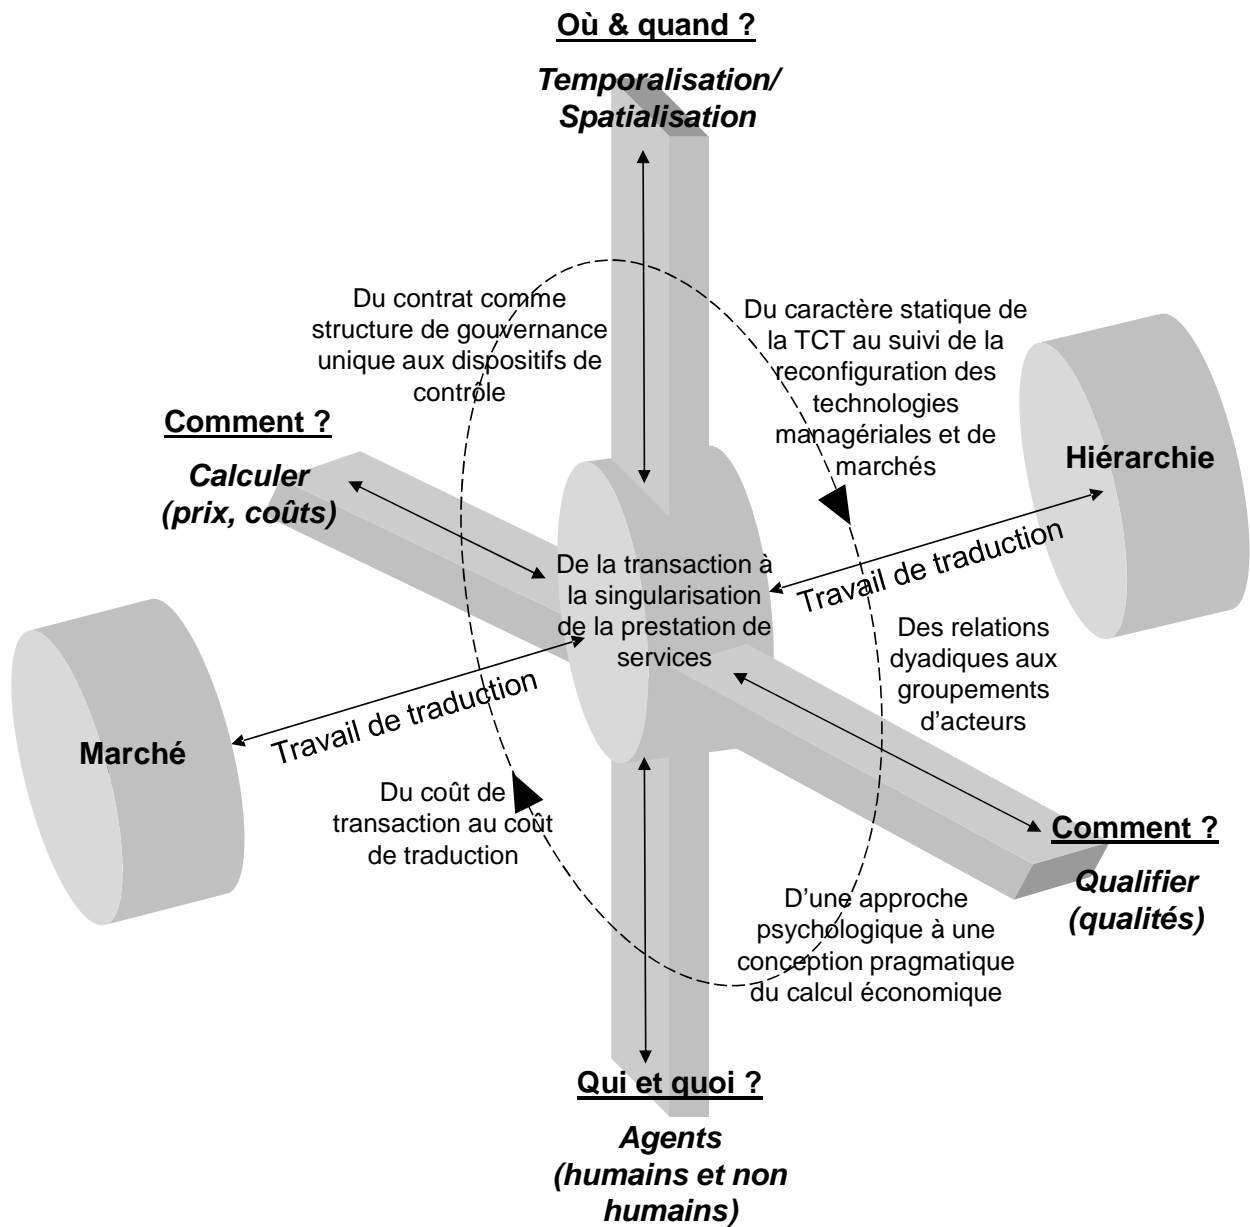 Où & quand ?
Temporalisation/
Spatialisation
Du contrat comme
structure de gouvernance
unique aux dispositifs de
contrôle
Du caractère statique de
la TCT au suivi de la
reconfiguration des
technologies
managériales et de
marchés
Comment ?
Calculer
(prix, coûts)
Hiérarchie
Travail de traduction
De la transaction à
la singularisation
de la prestation de
services
Des relations
dyadiques aux
groupements
d’acteurs
Travail de traduction
Marché
Du coût de
transaction au coût
de traduction
Comment ?
Qualifier
(qualités)
D’une approche
psychologique à une
conception pragmatique
du calcul économique
Qui et quoi ?
Agents
(humains et non
humains)